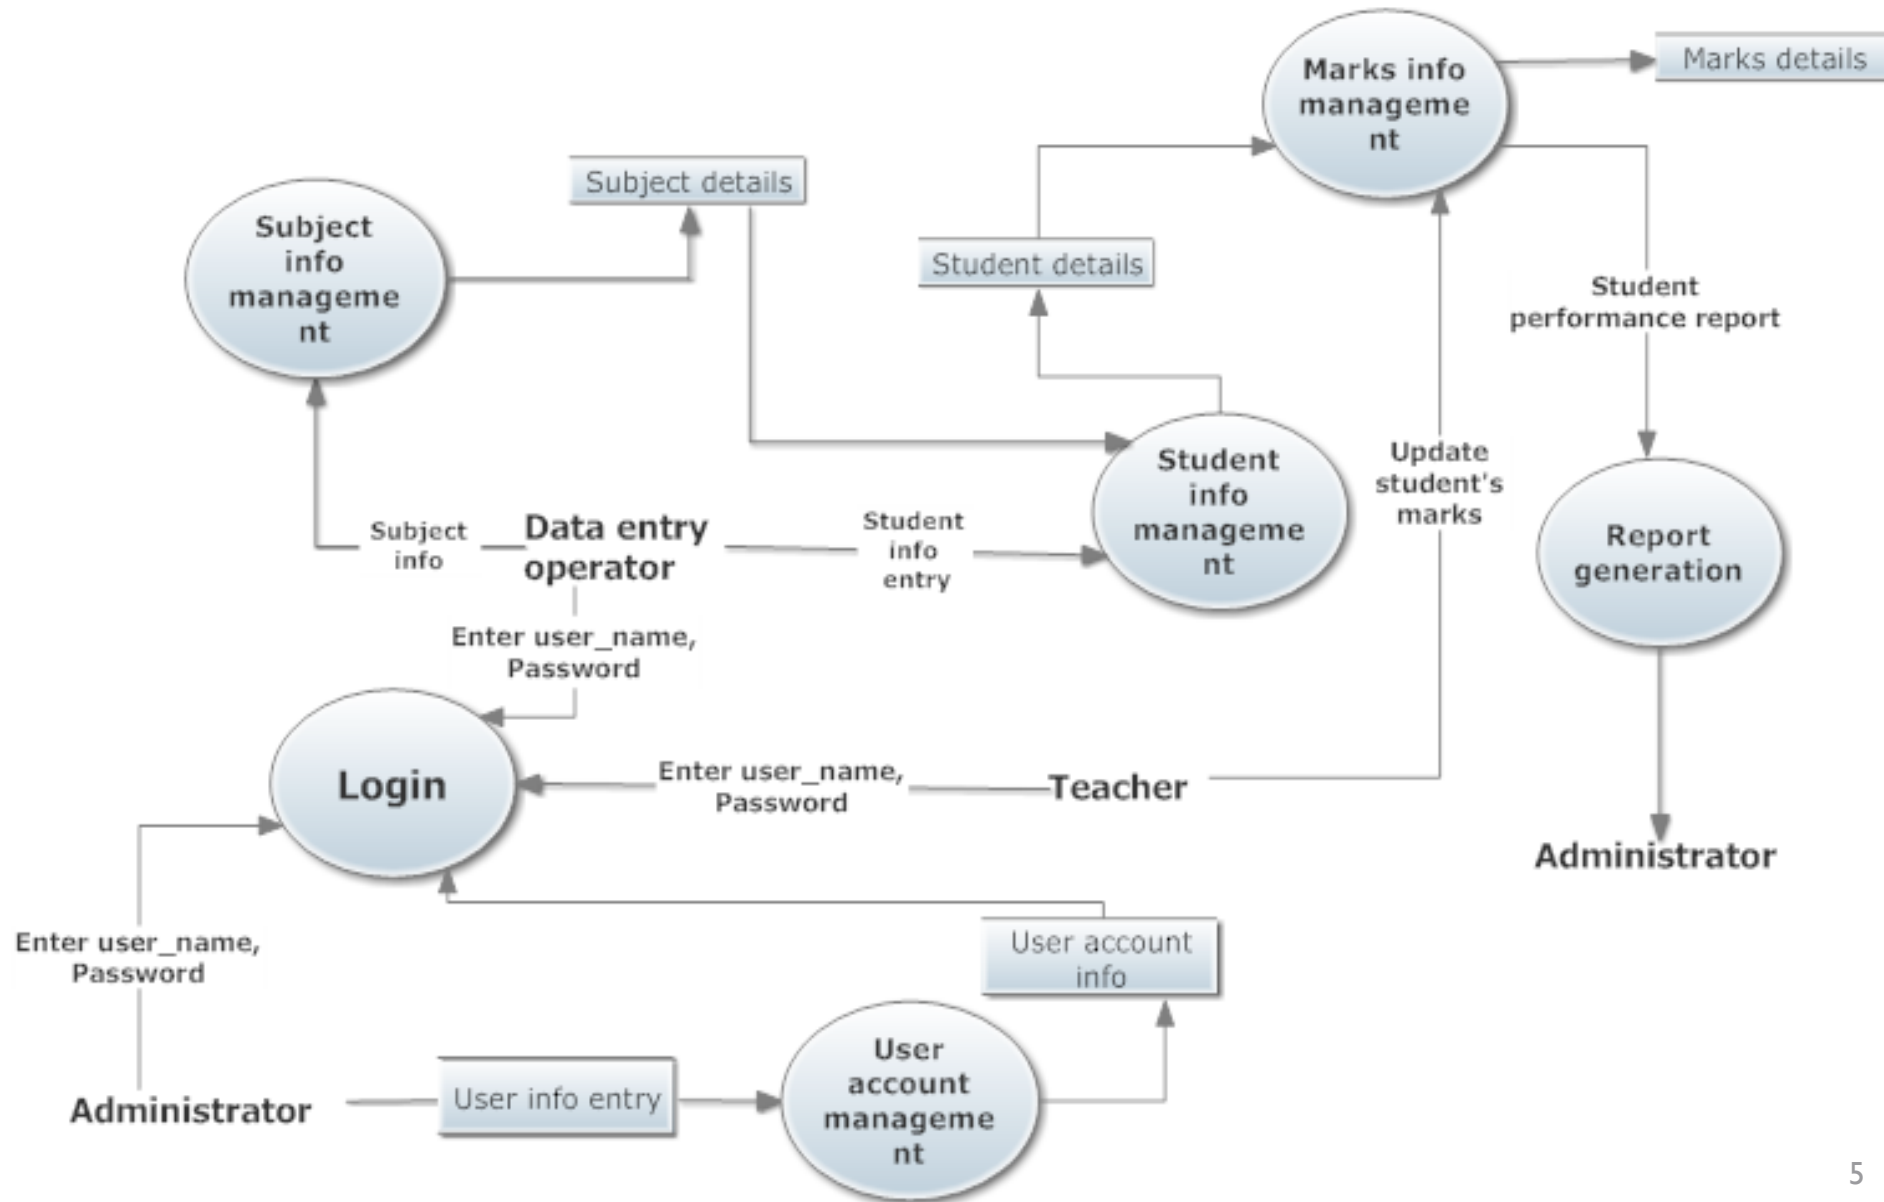 Marks info
manageme
nt
Marks details
Subject details
Subject
info
manageme
nt
Student details
Student
performance report
Student
info
manageme
nt
Update
student's
marks
Report
generation
Subject
info
Data entry
operator
Student
info
entry
Enter user_name,
Password
Login
Enter user_name,
Password
Teacher
Administrator
Enter user_name,
Password
User account
info
User
account
manageme
nt
User info entry
Administrator
5